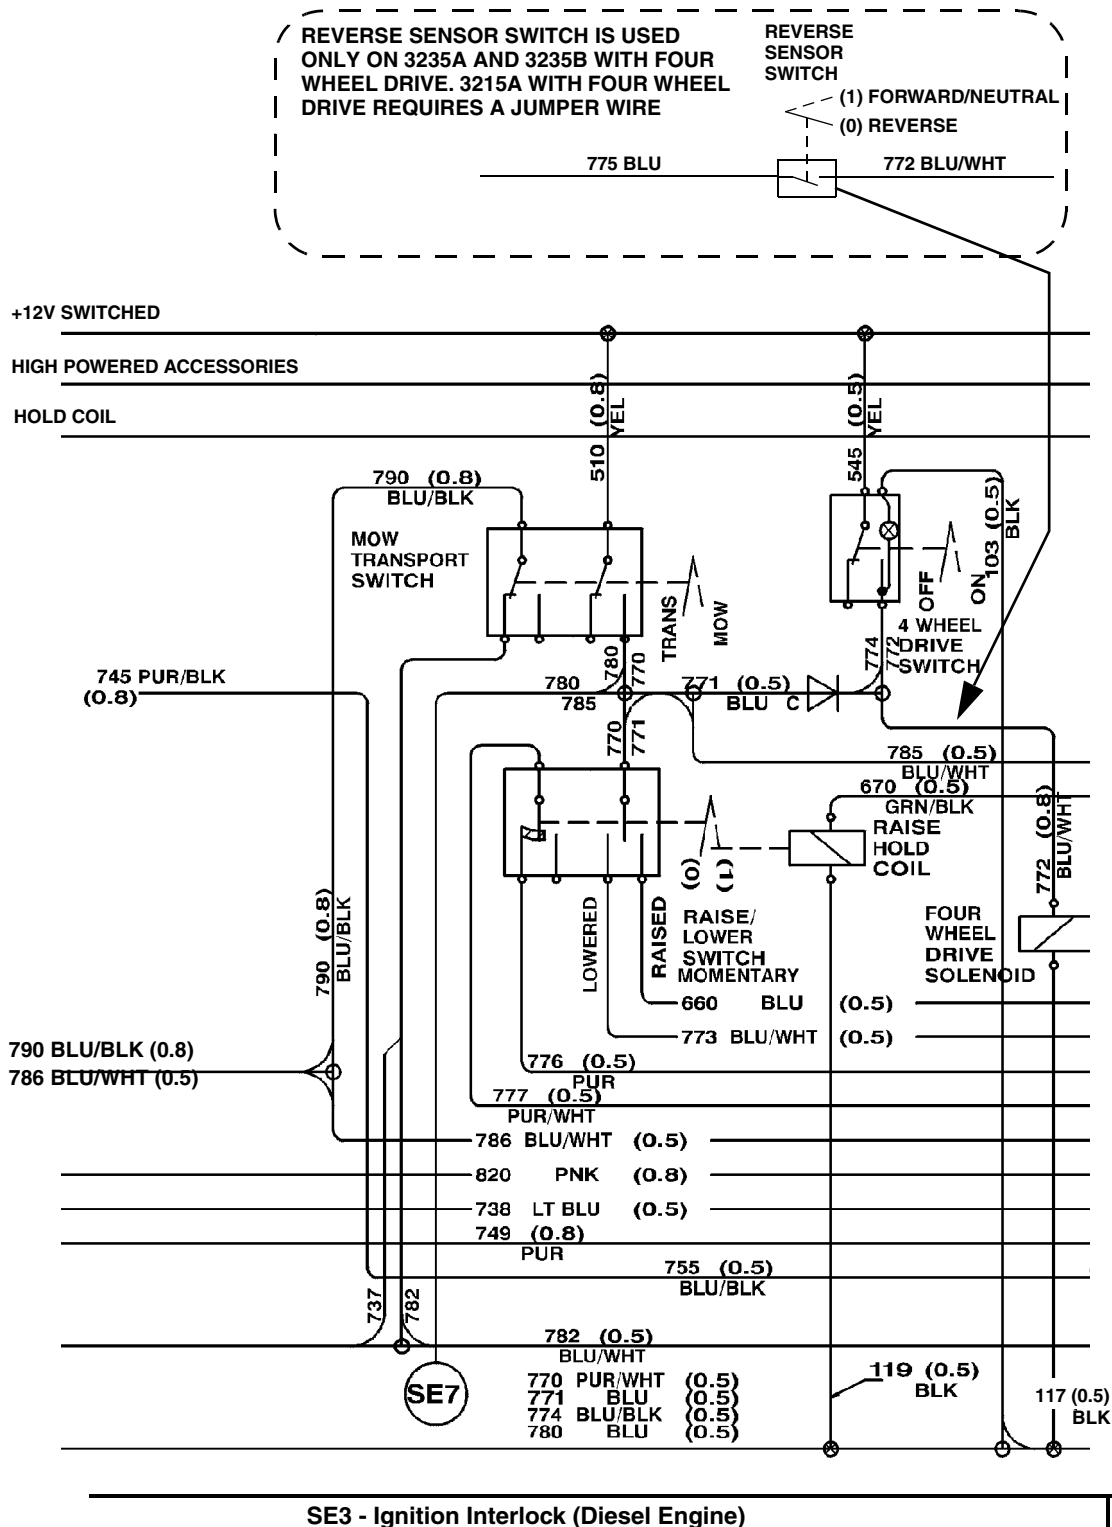 REVERSE SENSOR SWITCH IS USED
ONLY ON 3235A AND 3235B WITH FOUR
WHEEL DRIVE. 3215A WITH FOUR WHEEL
DRIVE REQUIRES A JUMPER WIRE
REVERSE
SENSOR
SWITCH
(1) FORWARD/NEUTRAL
(0) REVERSE
775 BLU
772 BLU/WHT
+12V SWITCHED
HIGH POWERED ACCESSORIES
HOLD COIL
510 (0.8)
YEL
545 (0.5)
YEL
790 (0.8)
BLU/BLK
103 (0.5)
BLK
MOW
TRANSPORT
SWITCH
TRANS
MOW
OFF
ON
4 WHEEL
DRIVE
SWITCH
774
772
780
770
745 PUR/BLK
(0.8)
780
785
771 (0.5)
BLU C
770
771
785 (0.5)
BLU/WHT
670 (0.5)
GRN/BLK
RAISE
HOLD
COIL
772 (0.8)
BLU/WHT
(0)
(1)
790 (0.8)
BLU/BLK
LOWERED
RAISED
RAISE/
LOWER
SWITCH
MOMENTARY
FOUR
WHEEL
DRIVE
SOLENOID
660 BLU (0.5)
773 BLU/WHT (0.5)
790 BLU/BLK (0.8)
786 BLU/WHT (0.5)
776 (0.5)
PUR
777 (0.5)
PUR/WHT
786 BLU/WHT (0.5)
820 PNK (0.8)
738 LT BLU (0.5)
749 (0.8)
PUR
755 (0.5)
BLU/BLK
737
782
782 (0.5)
BLU/WHT
SE7
770 PUR/WHT (0.5)
771 BLU (0.5)
774 BLU/BLK (0.5)
780 BLU (0.5)
119 (0.5)
BLK
117 (0.5)
BLK
SE3 - Ignition Interlock (Diesel Engine)